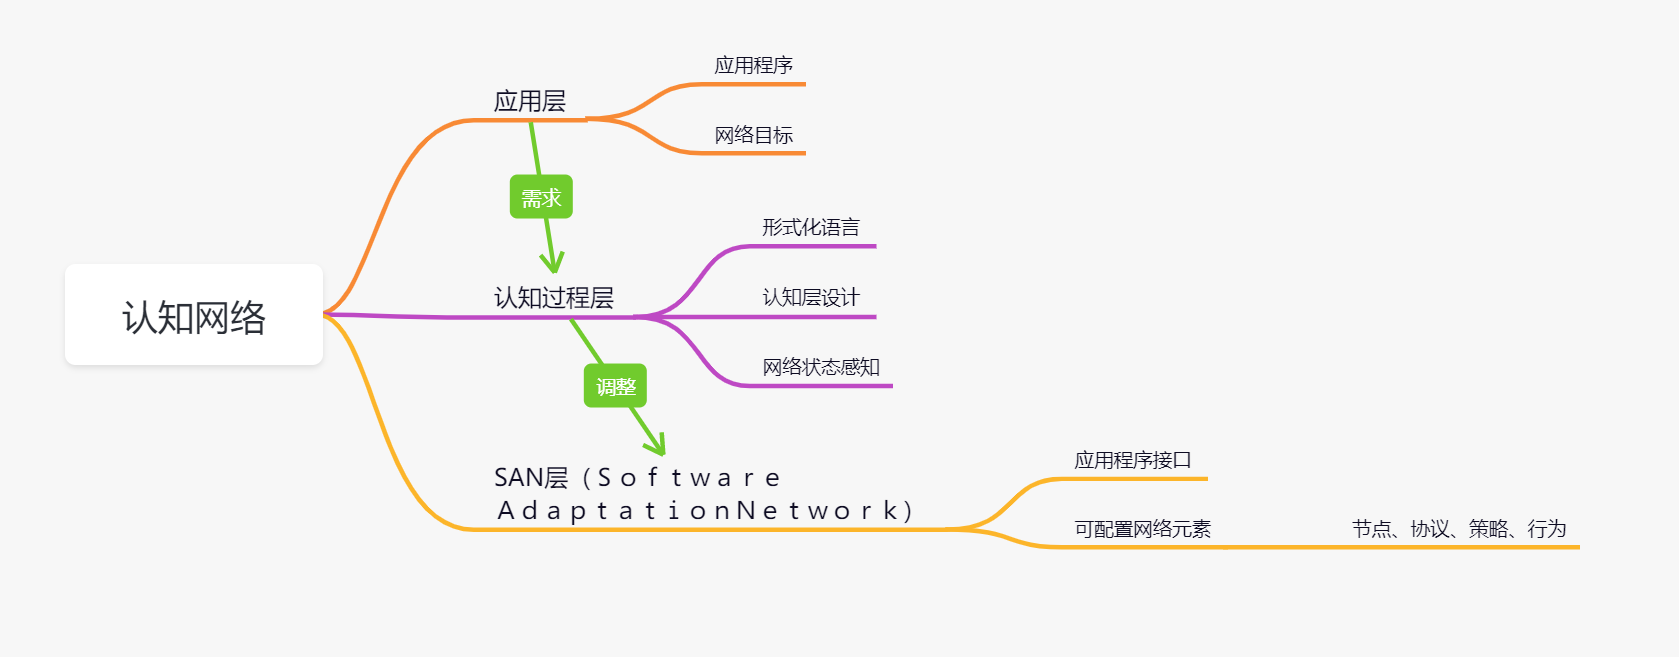 认知网络
应用层
应用程序
网络目标
需求
认知过程层
形式化语言
认知层设计
网络状态感知
调整
SAN层（Ｓｏｆｔｗａｒｅ
ＡｄａｐｔａｔｉｏｎＮｅｔｗｏｒｋ）
应用程序接口
可配置网络元素
节点、协议、策略、行为